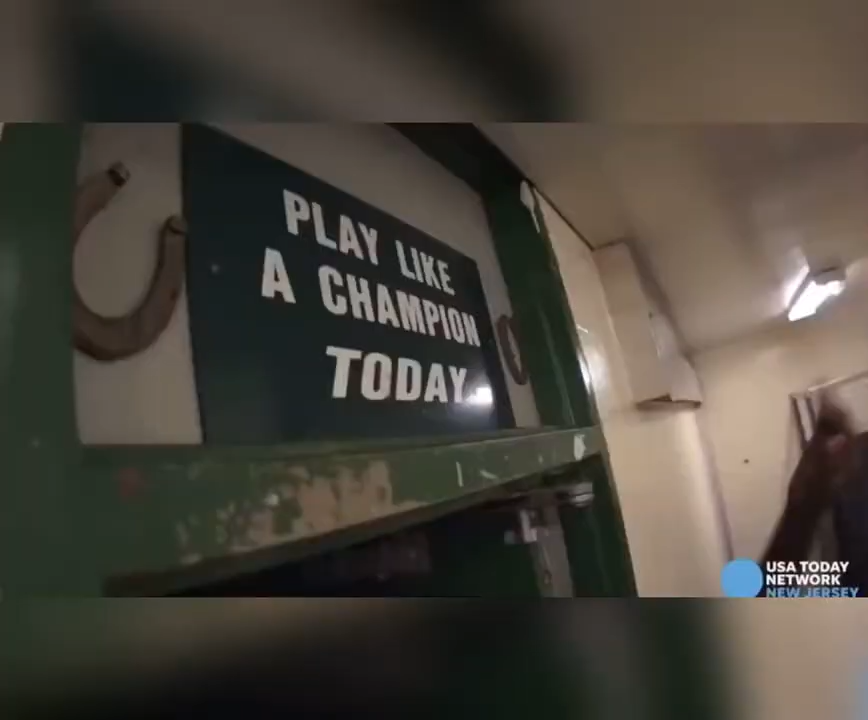 PLAY LIKE
A CHAMPION
TODAY
USA TODAY
NETWORK
NEW JERSEY